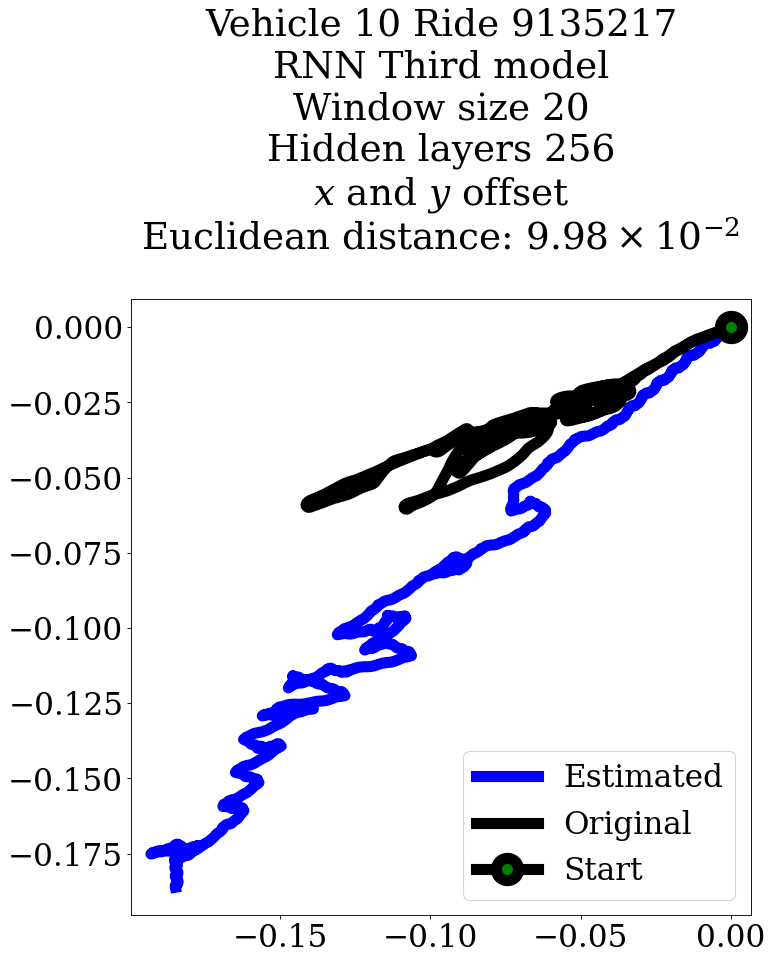 Vehicle 10 Ride 9135217
RNN Third model
Window size 20
Hidden layers 256
x and y offset
Euclidean distance: 9.98 × 10⁻²
0.000
−0.025
−0.050
−0.075
−0.100
−0.125
−0.150
−0.175
Estimated
Original
Start
−0.15 −0.10 −0.05 0.00